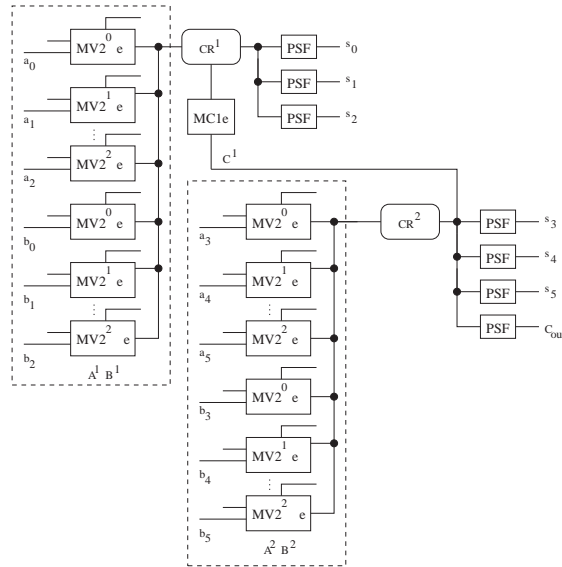 MV2^0 e
a_0
MV2^1 e
a_1
MV2^2 e
a_2
MV2^0 e
b_0
MV2^1 e
b_1
MV2^2 e
b_2
A^1 B^1
CR^1
MC1e
C^1
PSF s_0
PSF s_1
PSF s_2
MV2^0 e
a_3
MV2^1 e
a_4
MV2^2 e
a_5
MV2^0 e
b_3
MV2^1 e
b_4
MV2^2 e
b_5
A^2 B^2
CR^2
PSF s_3
PSF s_4
PSF s_5
PSF C_ou